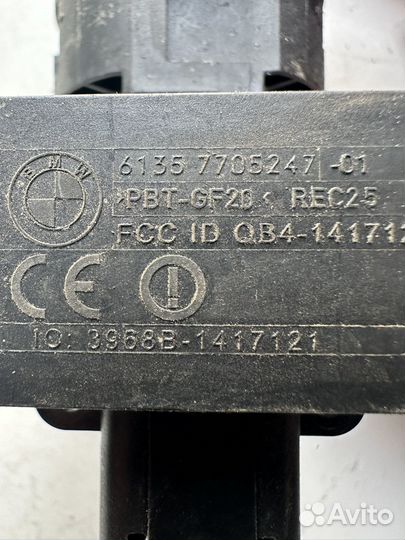 BMW
6135 7705247 -01
>PBT-GF20< REC25
FCC ID QB4-141712
CE
IC: 3968B-1417121
Avito